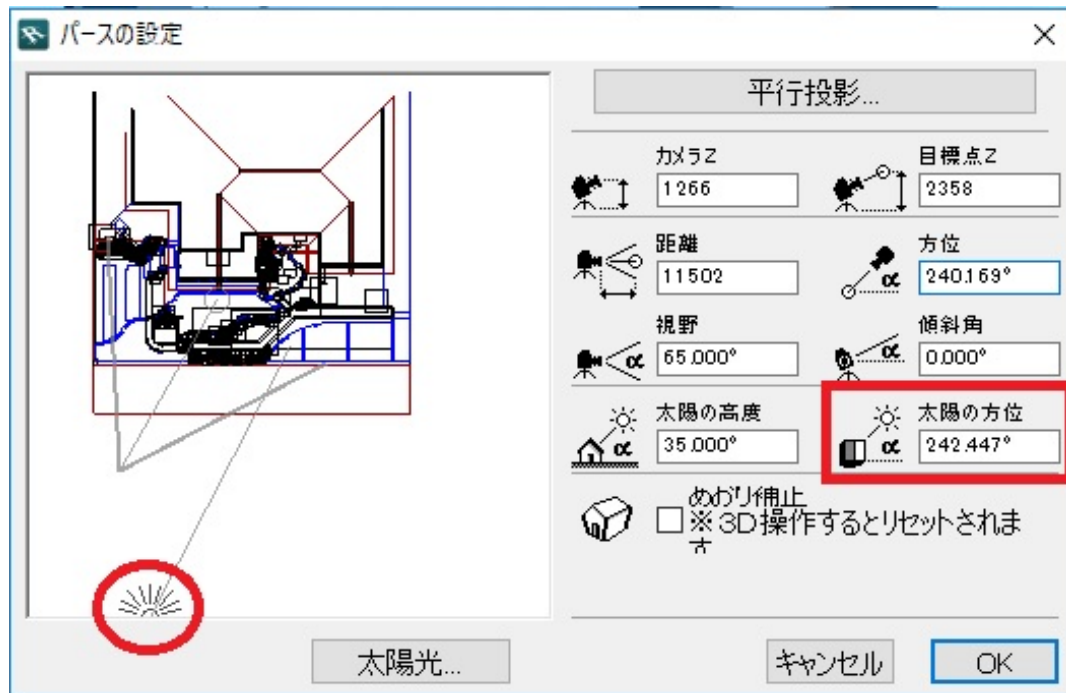 パースの設定
平行投影...
カメラZ
1266
目標点Z
2358
距離
11502
方位
240.169°
視野
65.000°
傾斜角
0.000°
太陽の高度
35.000°
太陽の方位
242.447°
α
α
α
α
α
あおり補正
※3D操作するとリセットされま
す
太陽光...
キャンセル
OK